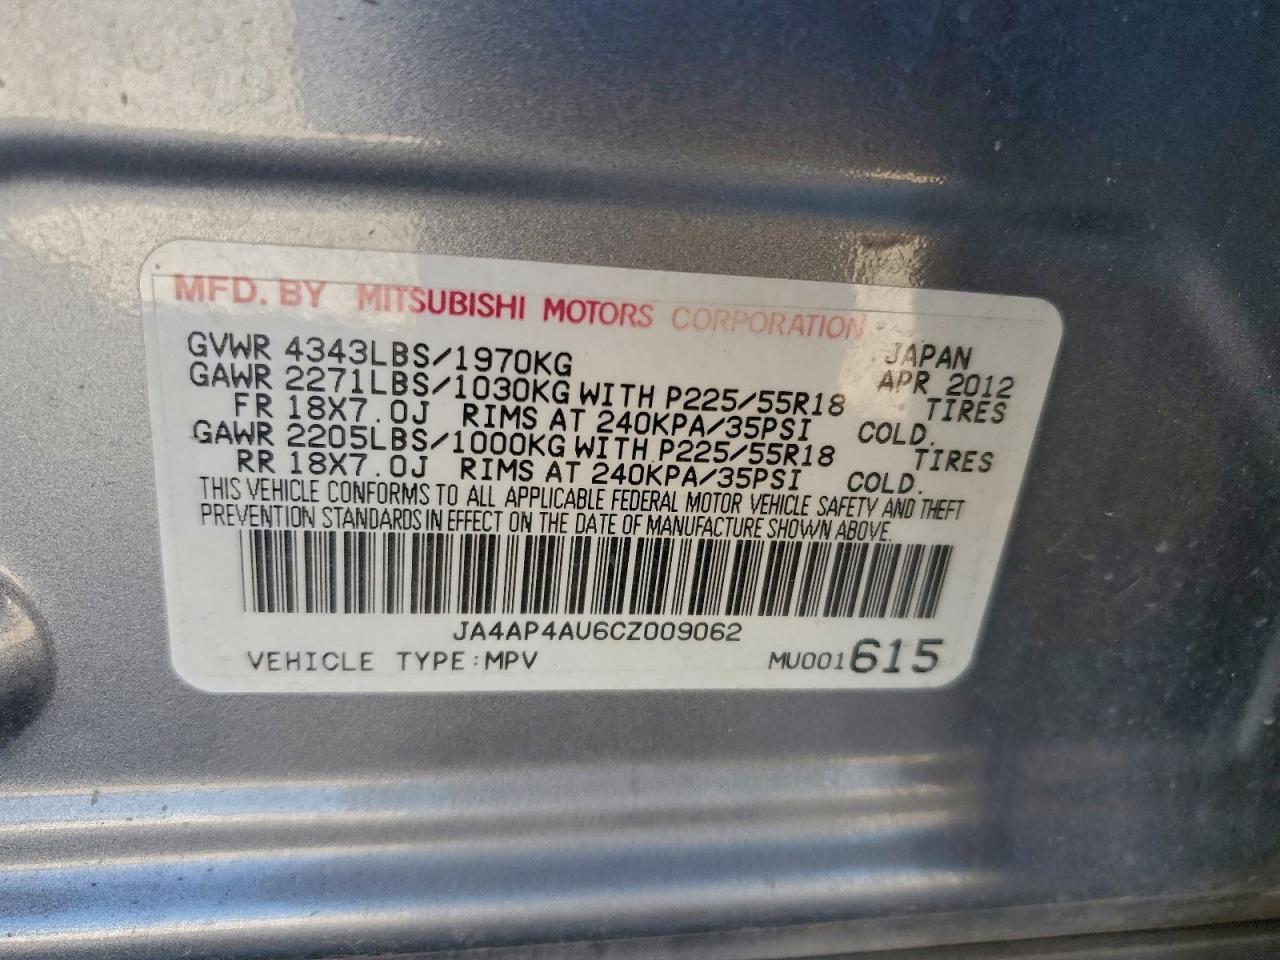 MFD. BY MITSUBISHI MOTORS CORPORATION
GVWR 4343LBS/1970KG JAPAN
APR 2012
GAWR 2271LBS/1030KG WITH P225/55R18 TIRES
FR 18X7.0J RIMS AT 240KPA/35PSI COLD.
GAWR 2205LBS/1000KG WITH P225/55R18 TIRES
RR 18X7.0J RIMS AT 240KPA/35PSI COLD.
THIS VEHICLE CONFORMS TO ALL APPLICABLE FEDERAL MOTOR VEHICLE SAFETY AND THEFT
PREVENTION STANDARDS IN EFFECT ON THE DATE OF MANUFACTURE SHOWN ABOVE.
JA4AP4AU6CZ009062
VEHICLE TYPE:MPV MU001615